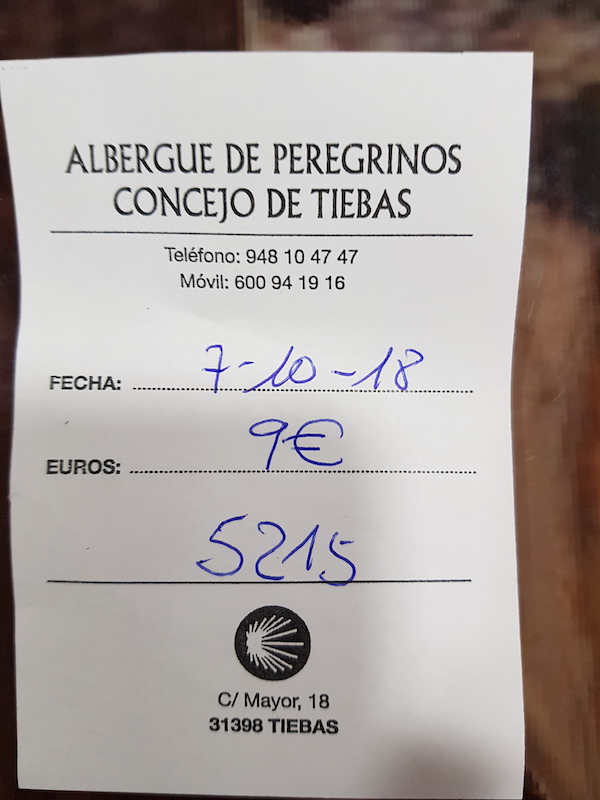 ALBERGUE DE PEREGRINOS
CONCEJO DE TIEBAS
Teléfono: 948 10 47 47
Móvil: 600 94 19 16
FECHA: 7-10-18
EUROS: 9€
5215
C/ Mayor, 18
31398 TIEBAS